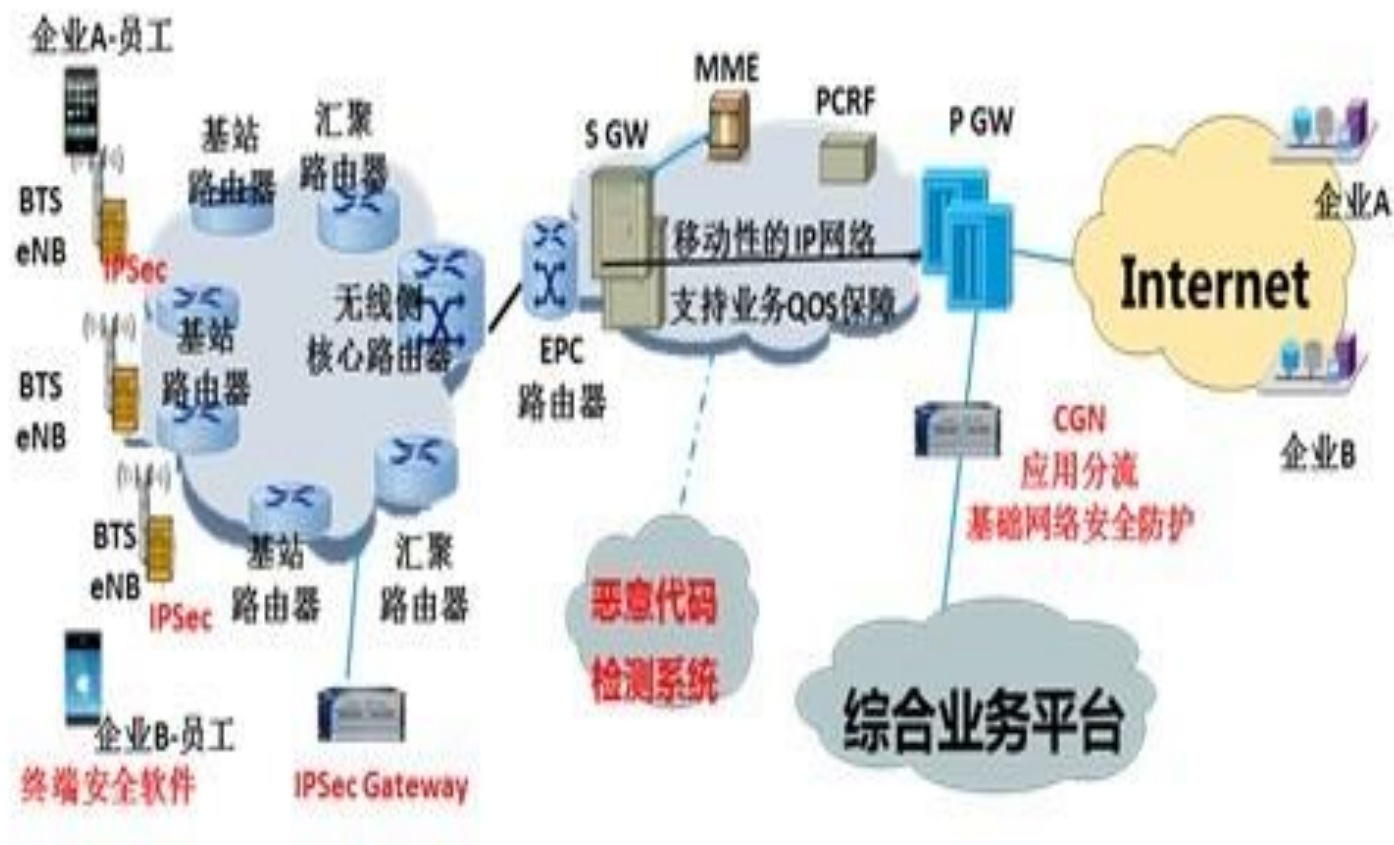 企业A-员工
BTS
eNB
IPSec
BTS
eNB
BTS
eNB
IPSec
企业B-员工
终端安全软件
基站
路由器
汇聚
路由器
基站
路由器
无线侧
核心路由器
基站
路由器
汇聚
路由器
IPSec Gateway
EPC
路由器
S GW
MME
PCRF
P GW
移动性的IP网络
支持业务QOS保障
恶意代码
检测系统
CGN
应用分流
基础网络安全防护
综合业务平台
Internet
企业A
企业B